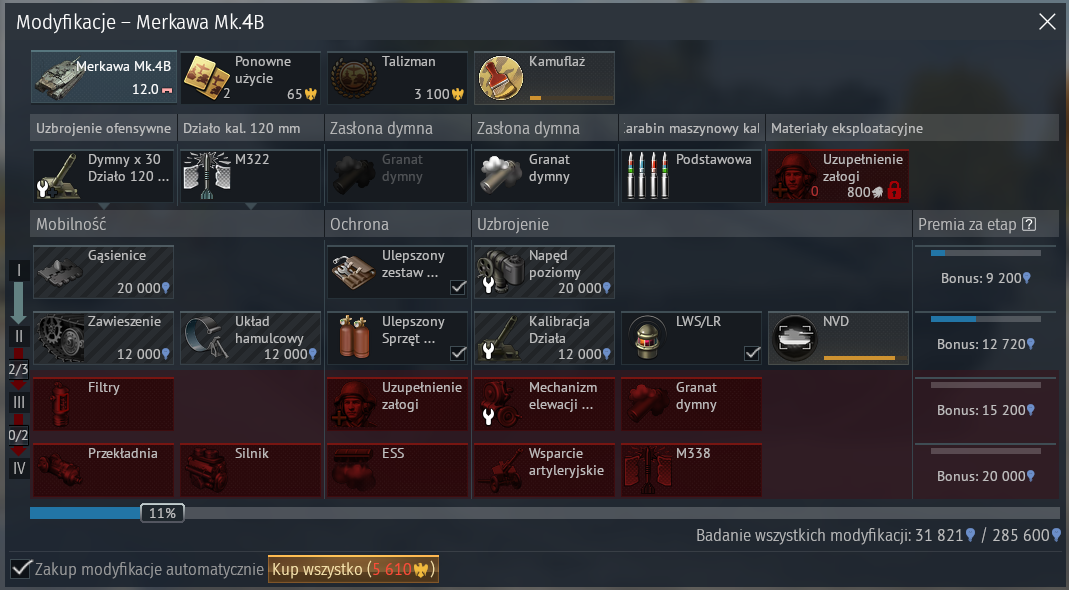 Modyfikacje – Merkawa Mk.4B
Merkawa Mk.4B
12.0
Ponowne
użycie
2
65
Talizman
3 100
Kamuflaż
Uzbrojenie ofensywne
Działo kal. 120 mm
Zasłona dymna
Zasłona dymna
arabin maszynowy kal
Materiały eksploatacyjne
Dymny x 30
Działo 120 ...
M322
Granat
dymny
Granat
dymny
Podstawowa
Uzupełnienie
załogi
0
800
Mobilność
Ochrona
Uzbrojenie
Premia za etap [?]
I
Gąsienice
20 000
Ulepszony
zestaw ...
Napęd
poziomy
20 000
Bonus: 9 200
II
Zawieszenie
12 000
Układ
hamulcowy
12 000
Ulepszony
Sprzęt ...
Kalibracja
Działa
12 000
LWS/LR
NVD
Bonus: 12 720
2/3
III
Filtry
Uzupełnienie
załogi
Mechanizm
elewacji ...
Granat
dymny
Bonus: 15 200
0/2
IV
Przekładnia
Silnik
ESS
Wsparcie
artyleryjskie
M338
Bonus: 20 000
11%
Badanie wszystkich modyfikacji: 31 821 / 285 600
Zakup modyfikacje automatycznie
Kup wszystko (5 610)